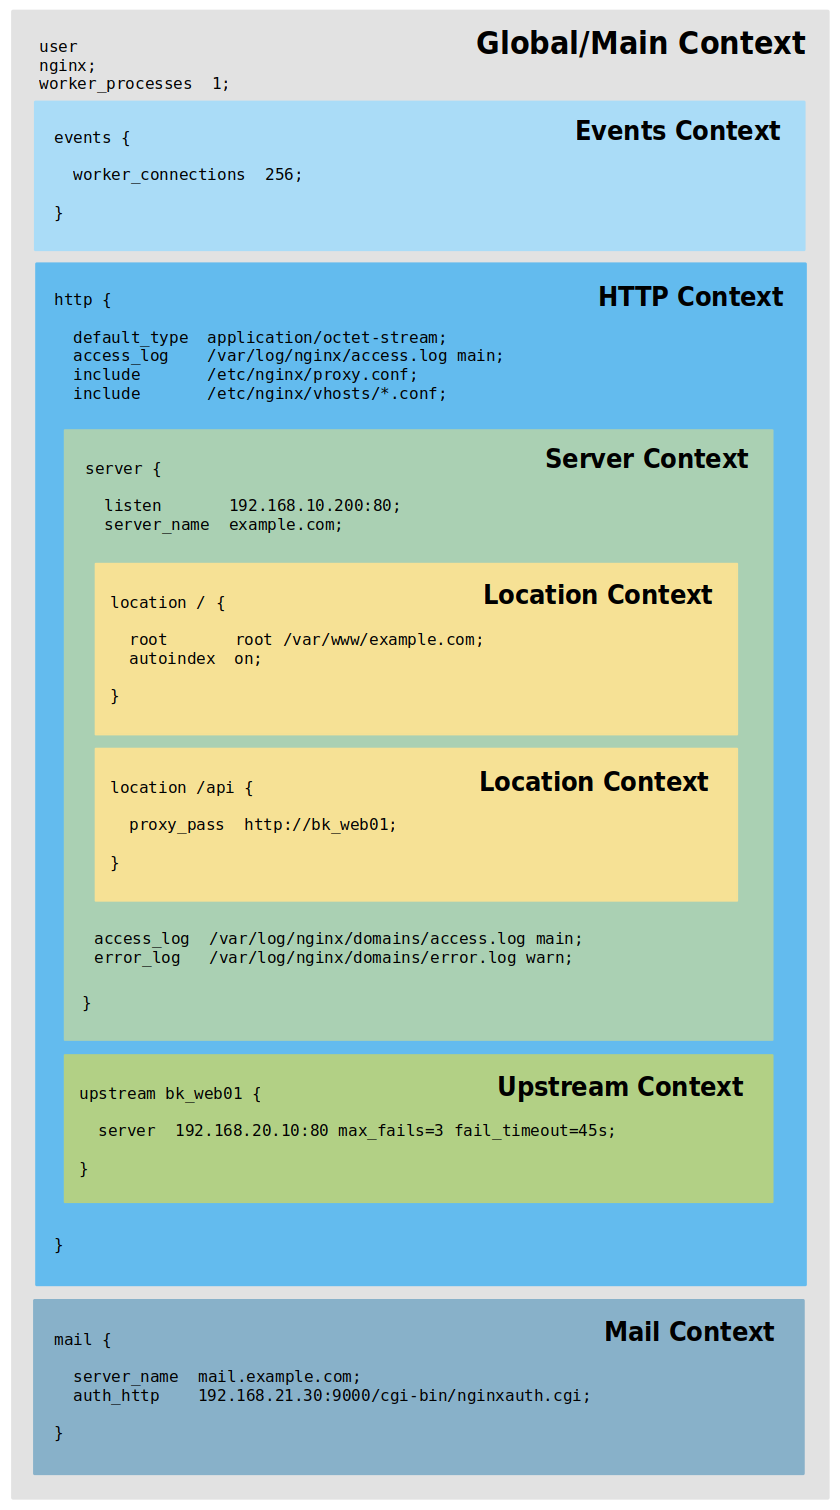 Global/Main Context
user
nginx;
worker_processes  1;
Events Context
events {
  worker_connections  256;
}
HTTP Context
http {
  default_type  application/octet-stream;
  access_log    /var/log/nginx/access.log main;
  include       /etc/nginx/proxy.conf;
  include       /etc/nginx/vhosts/*.conf;
Server Context
server {
  listen       192.168.10.200:80;
  server_name  example.com;
Location Context
location / {
  root       root /var/www/example.com;
  autoindex  on;
}
Location Context
location /api {
  proxy_pass  http://bk_web01;
}
access_log  /var/log/nginx/domains/access.log main;
error_log   /var/log/nginx/domains/error.log warn;
}
Upstream Context
upstream bk_web01 {
  server  192.168.20.10:80 max_fails=3 fail_timeout=45s;
}
}
Mail Context
mail {
  server_name  mail.example.com;
  auth_http    192.168.21.30:9000/cgi-bin/nginxauth.cgi;
}